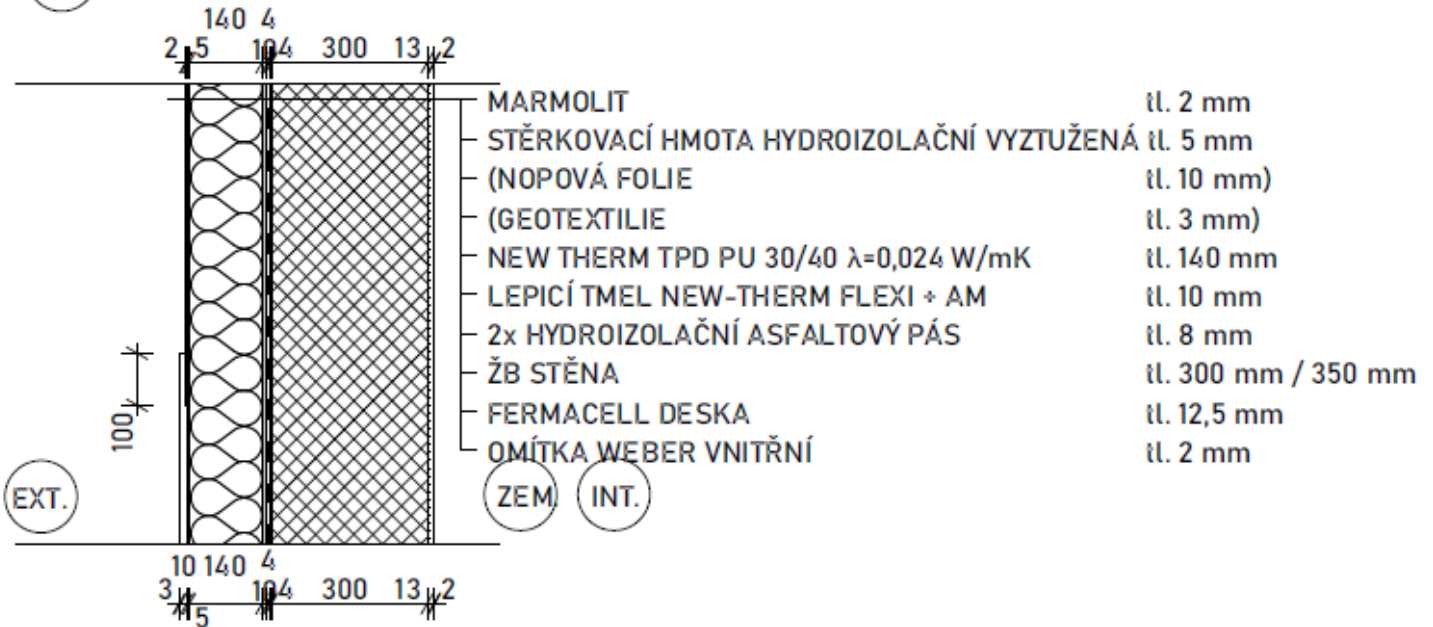 140 4
2 5 10 4 300 13 2
MARMOLIT tl. 2 mm
STĚRKOVACÍ HMOTA HYDROIZOLAČNÍ VYZTUŽENÁ tl. 5 mm
(NOPOVÁ FOLIE tl. 10 mm)
(GEOTEXTILIE tl. 3 mm)
NEW THERM TPD PU 30/40 λ=0,024 W/mK tl. 140 mm
LEPICÍ TMEL NEW-THERM FLEXI + AM tl. 10 mm
2x HYDROIZOLAČNÍ ASFALTOVÝ PÁS tl. 8 mm
ŽB STĚNA tl. 300 mm / 350 mm
FERMACELL DESKA tl. 12,5 mm
OMÍTKA WEBER VNITŘNÍ tl. 2 mm
100
EXT. ZEM. INT.
10 140 4
3 10 4 300 13 2
5